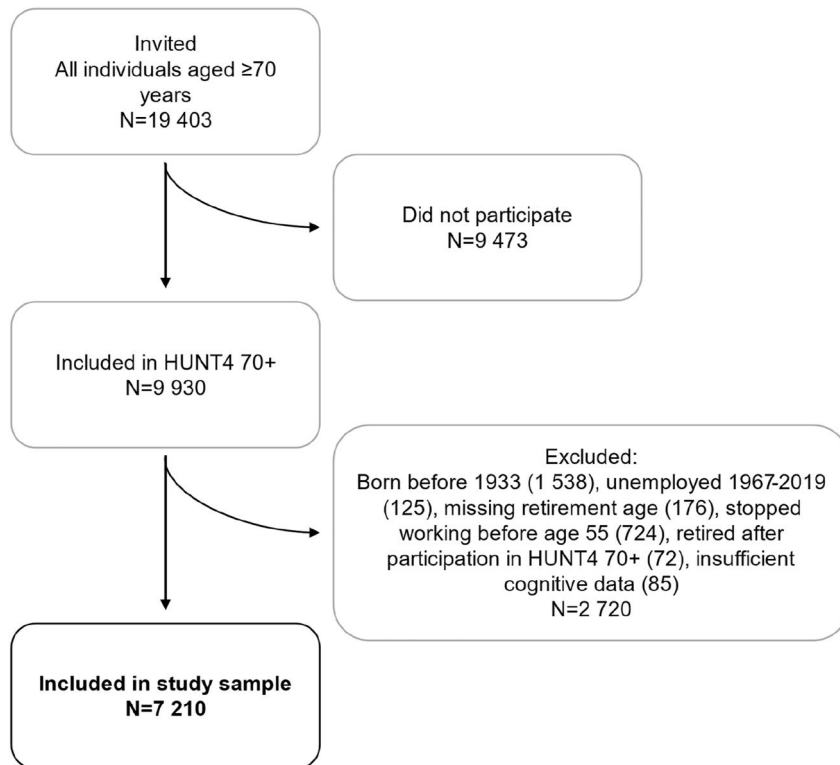 Invited
All individuals aged ≥70
years
N=19 403
Did not participate
N=9 473
Included in HUNT4 70+
N=9 930
Excluded:
Born before 1933 (1 538), unemployed 1967-2019
(125), missing retirement age (176), stopped
working before age 55 (724), retired after
participation in HUNT4 70+ (72), insufficient
cognitive data (85)
N=2 720
Included in study sample
N=7 210